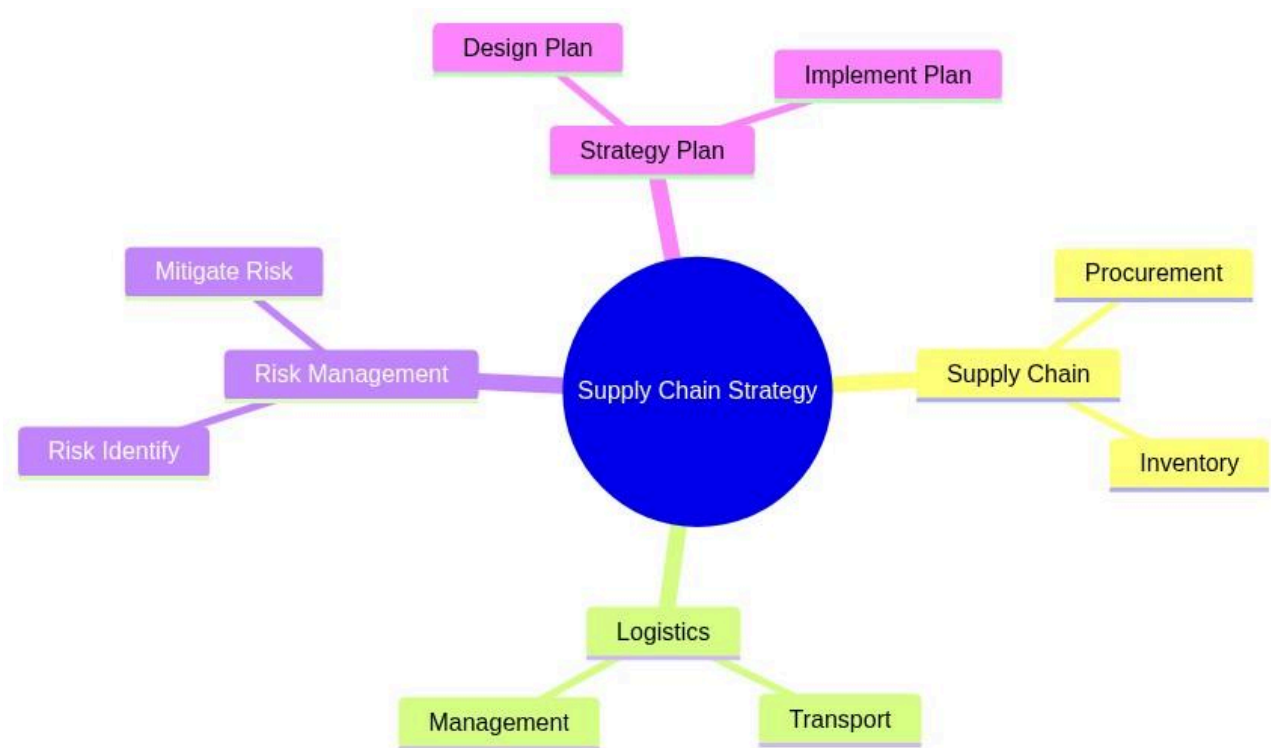 Design Plan
Implement Plan
Strategy Plan
Mitigate Risk
Procurement
Risk Management
Supply Chain Strategy
Supply Chain
Risk Identify
Inventory
Logistics
Management
Transport